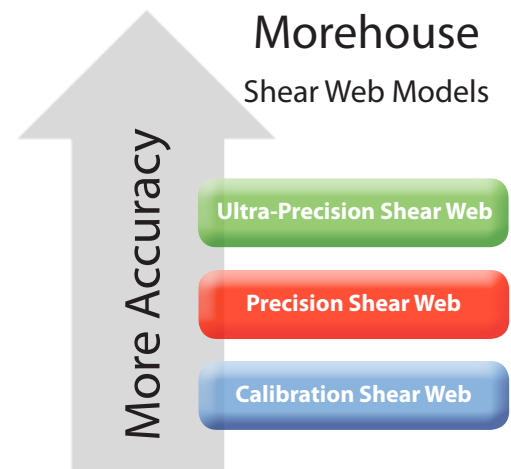 Morehouse
Shear Web Models
More Accuracy
Ultra-Precision Shear Web
Precision Shear Web
Calibration Shear Web